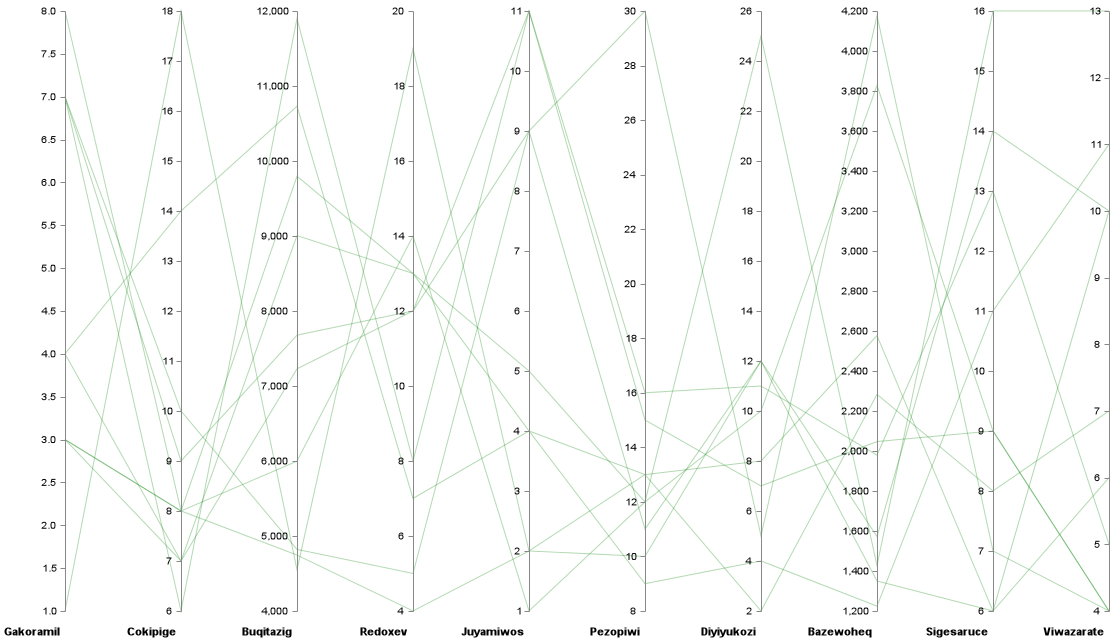 8.0 18 12,000 20 11 30 26 4,200 16 13
7.5 17 11,000 18 10 28 24 4,000 15 12
7.0 16 10,000 16 9 26 22 3,800 14 11
6.5 15 9,000 14 8 24 20 3,600 13 10
6.0 14 8,000 12 7 22 18 3,400 12 9
5.5 13 7,000 10 6 20 16 3,200 11 8
5.0 12 6,000 8 5 18 14 3,000 10 7
4.5 11 5,000 6 4 16 12 2,800 9 6
4.0 10 4,000 4 3 14 10 2,600 8 5
3.5 9 2 12 8 2,400 7 4
3.0 8 1 10 6 2,200 6
2.5 7 8 4 2,000
2.0 6 2 1,800
1.5 1,600
1.0 1,400
1,200
Gakoramil Cokipige Buqitazig Redoxev Juyamiwos Pezopiwi Diyiyukozi Bazewoheq Sigesaruce Viwazarate